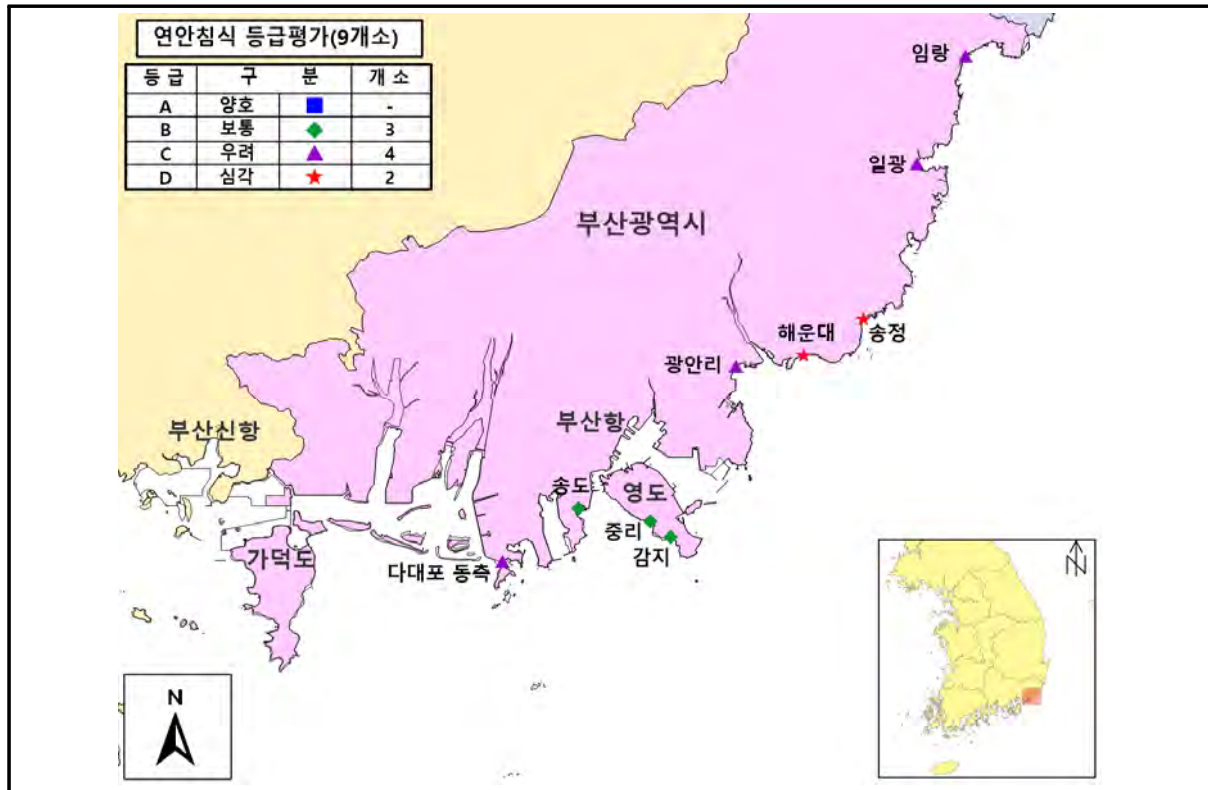 연안침식 등급평가(9개소)
등 급 구 분 개 소
A 양호 -
B 보통 3
C 우려 4
D 심각 2
임랑
일광
부산광역시
해운대
송정
광안리
부산항
부산신항
송도
영도
중리
감지
가덕도
다대포 동측
N
N